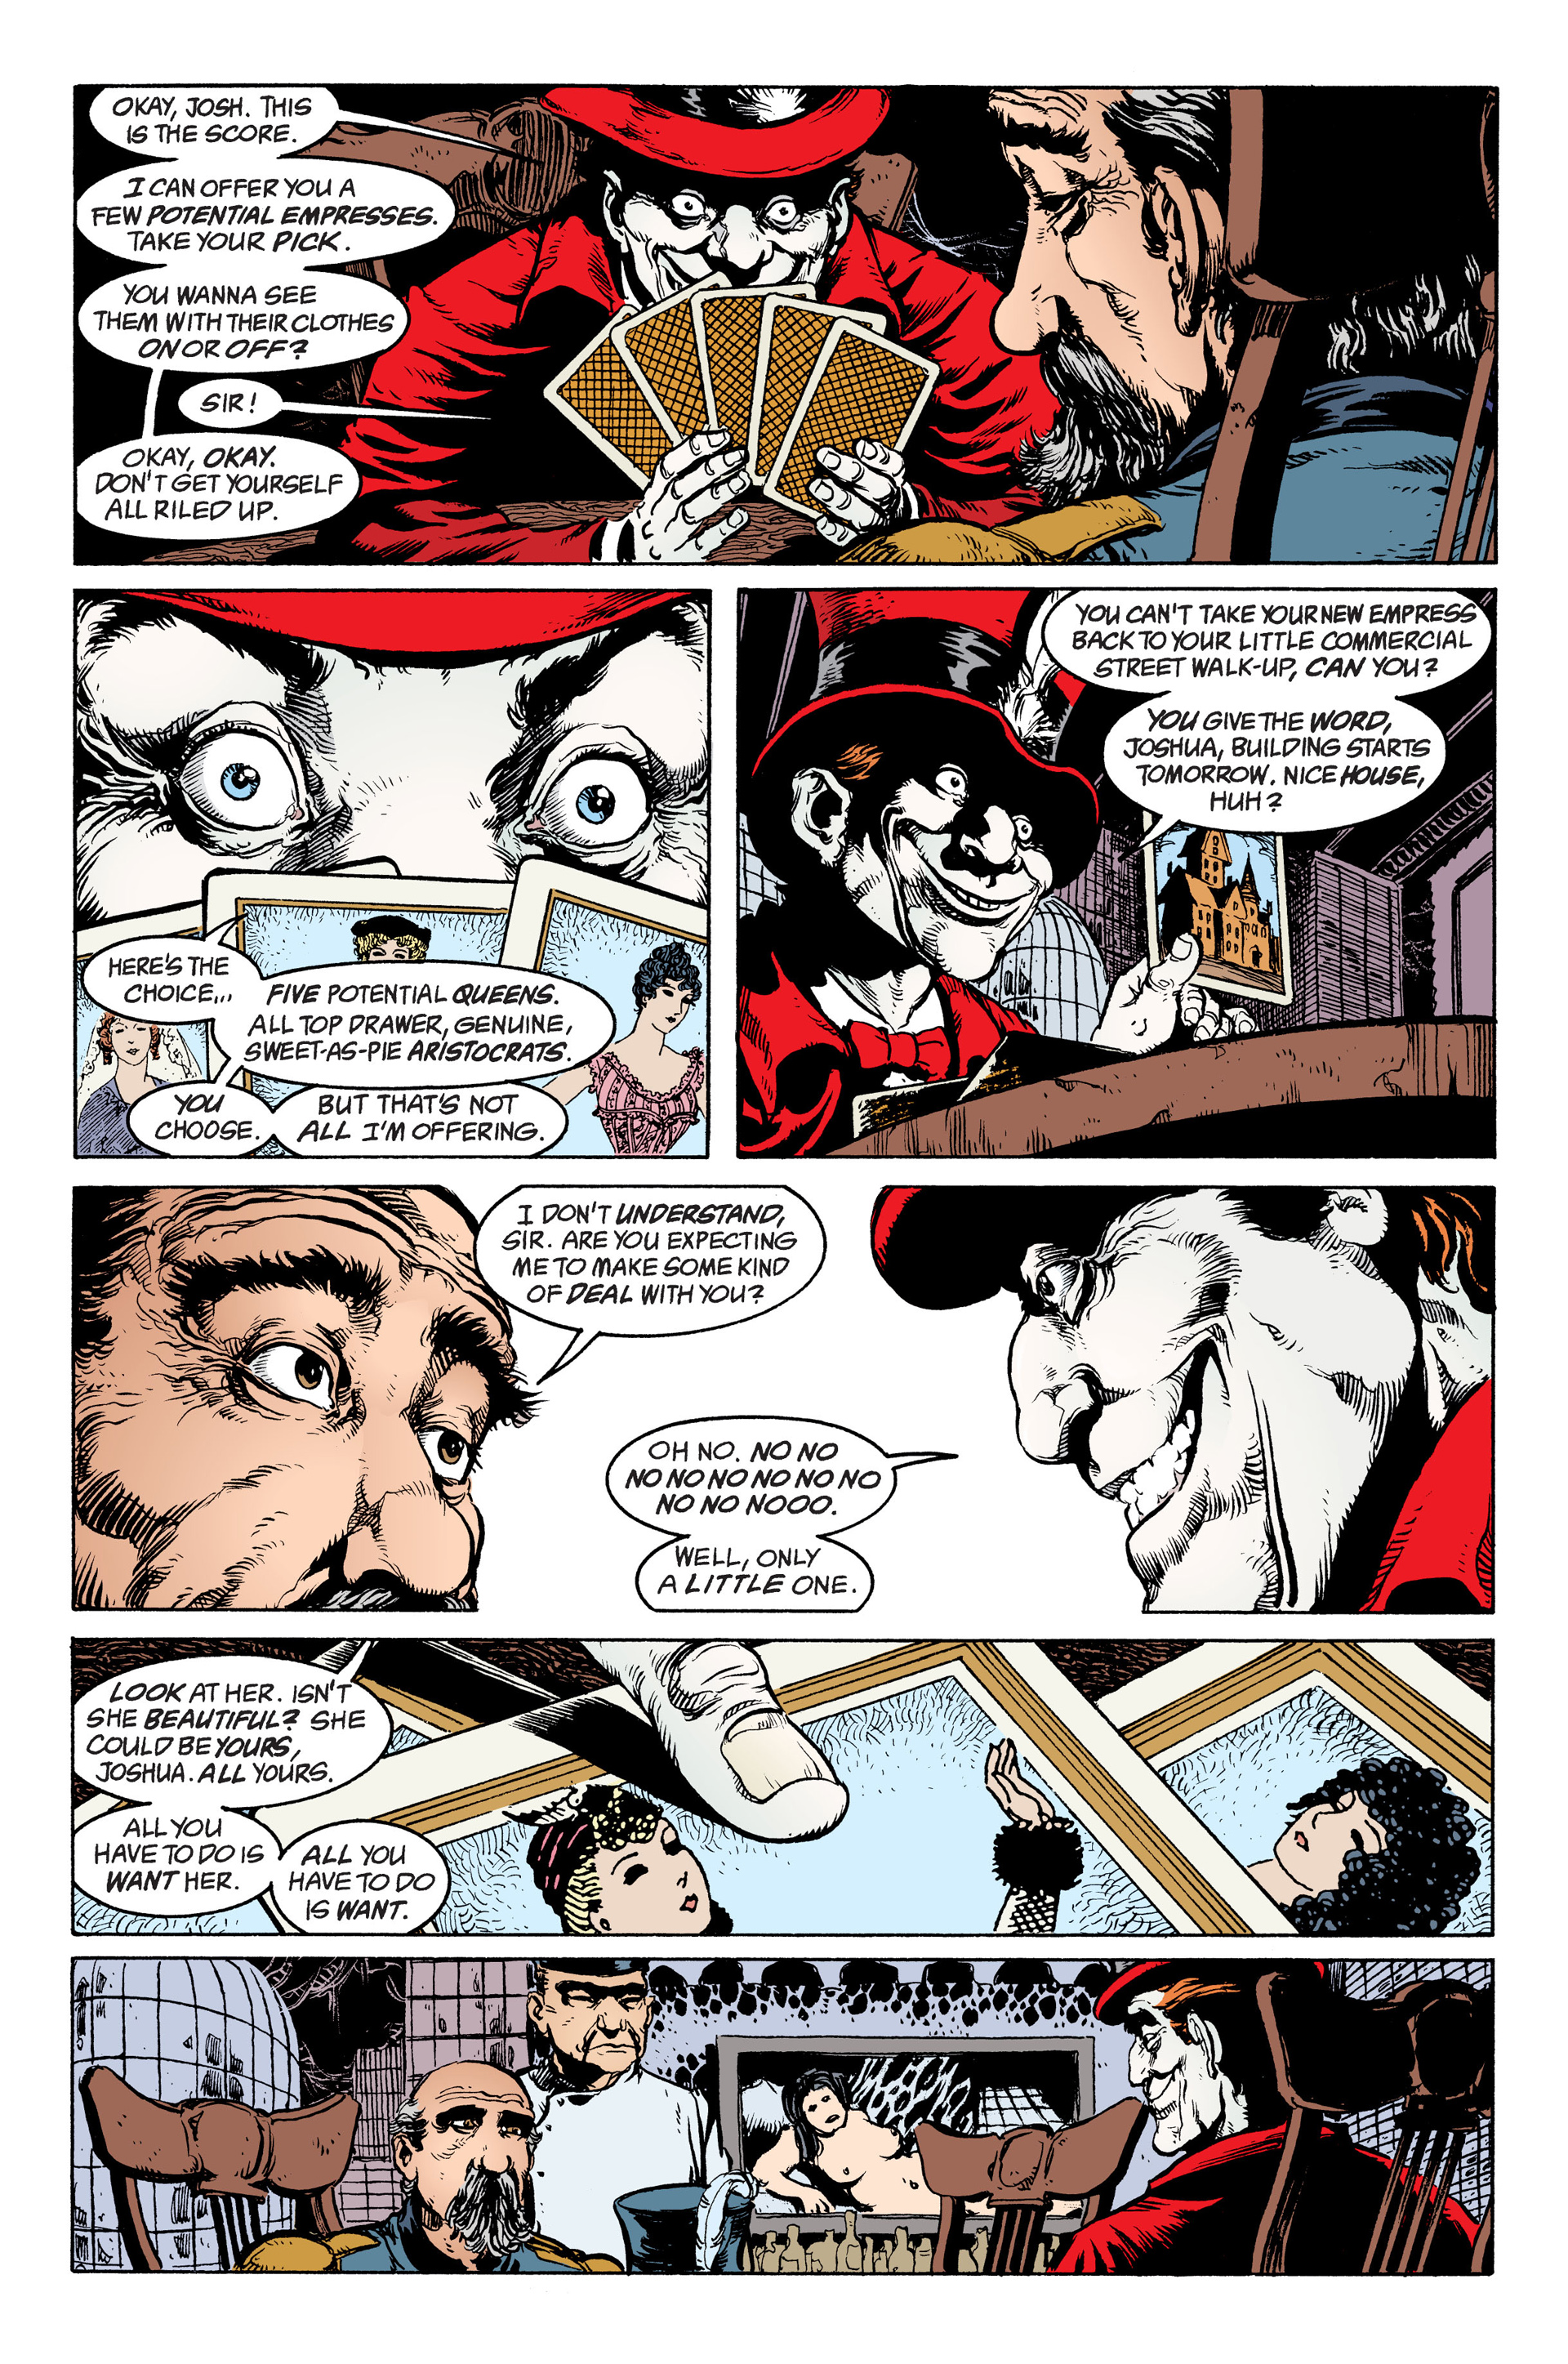 OKAY, JOSH. THIS
IS THE SCORE.
I CAN OFFER YOU A
FEW POTENTIAL EMPRESSES.
TAKE YOUR PICK.
YOU WANNA SEE
THEM WITH THEIR CLOTHES
ON OR OFF?
SIR!
OKAY, OKAY.
DON'T GET YOURSELF
ALL RILED UP.
HERE'S THE
CHOICE...
FIVE POTENTIAL QUEENS.
ALL TOP DRAWER, GENUINE,
SWEET-AS-PIE ARISTOCRATS.
YOU
CHOOSE.
BUT THAT'S NOT
ALL I'M OFFERING.
YOU CAN'T TAKE YOUR NEW EMPRESS
BACK TO YOUR LITTLE COMMERCIAL
STREET WALK-UP, CAN YOU?
YOU GIVE THE WORD,
JOSHUA, BUILDING STARTS
TOMORROW. NICE HOUSE,
HUH?
I DON'T UNDERSTAND,
SIR. ARE YOU EXPECTING
ME TO MAKE SOME KIND
OF DEAL WITH YOU?
OH NO. NO NO
NO NO NO NO NO NO
NO NO NOOO.
WELL, ONLY
A LITTLE ONE.
LOOK AT HER. ISN'T
SHE BEAUTIFUL? SHE
COULD BE YOURS,
JOSHUA. ALL YOURS.
ALL YOU
HAVE TO DO IS
WANT HER.
ALL YOU
HAVE TO DO
IS WANT.